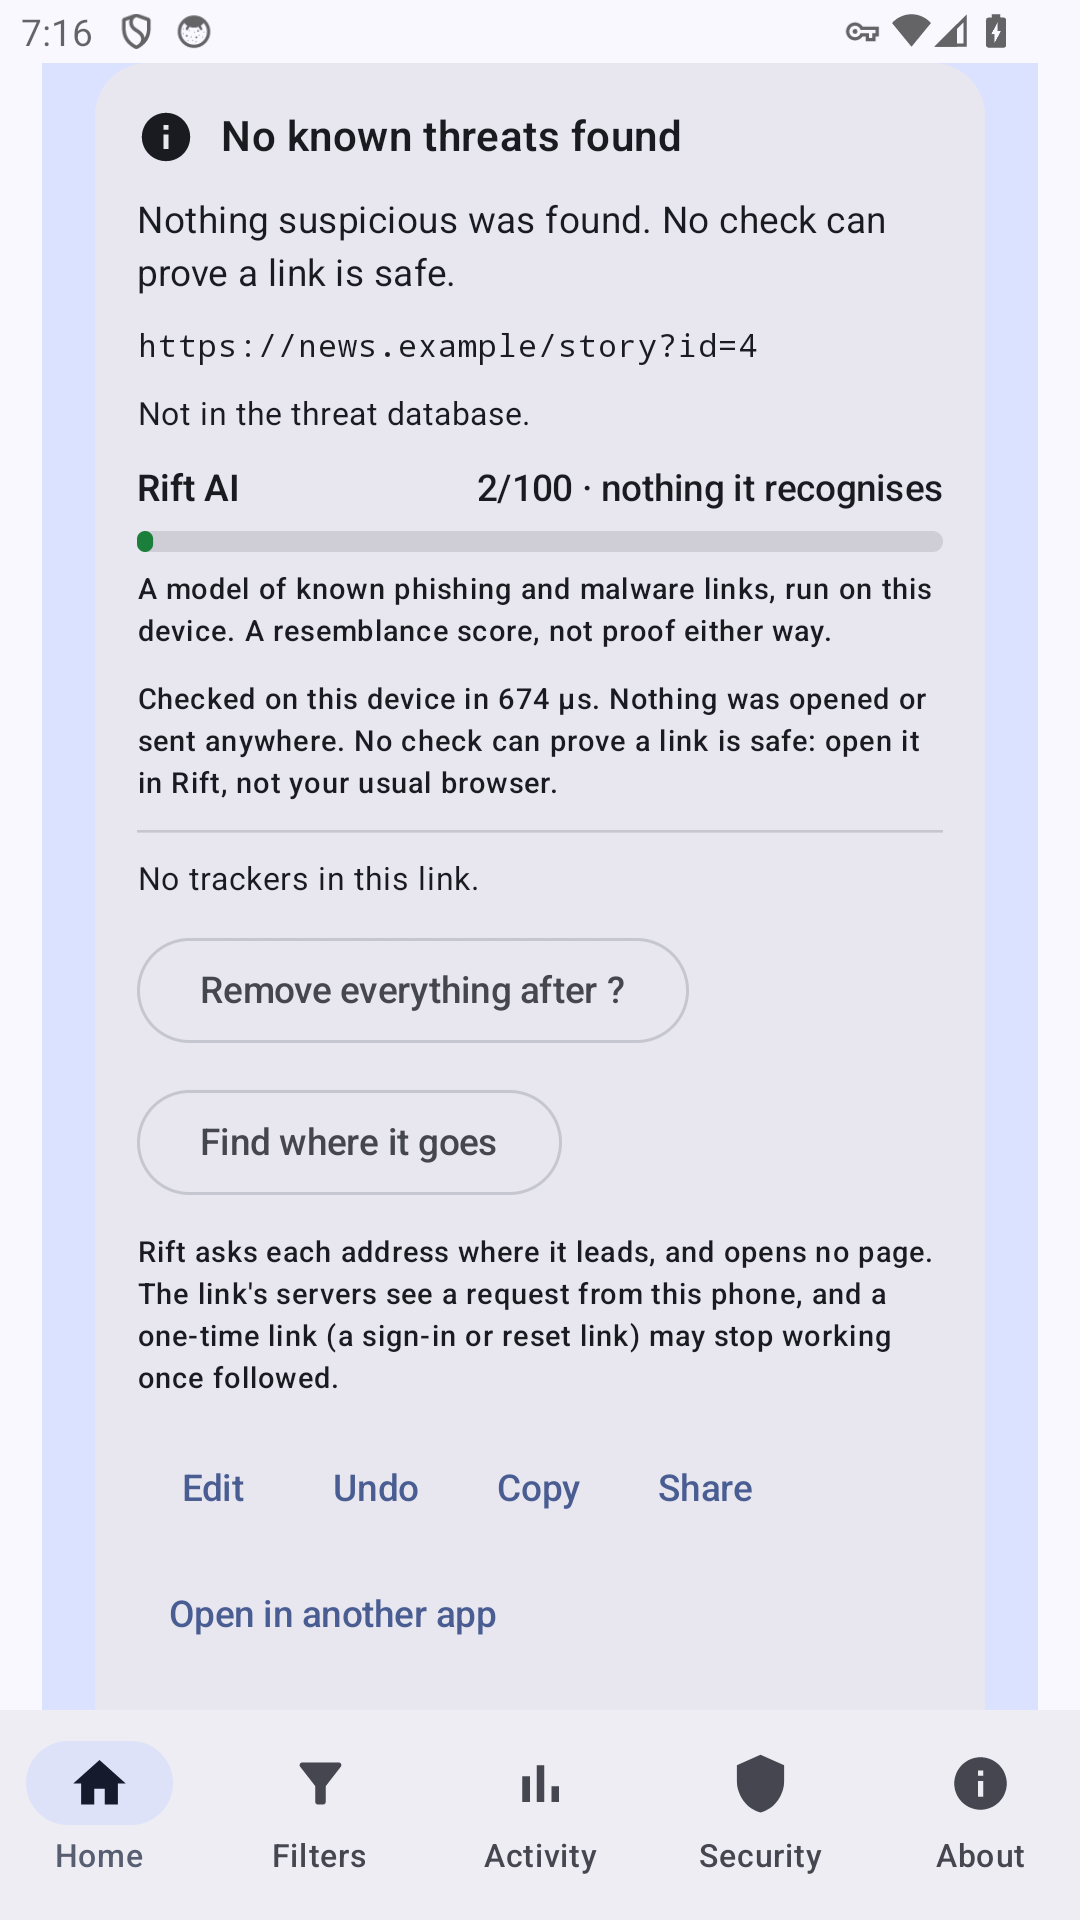 7:16
No known threats found
Nothing suspicious was found. No check can
prove a link is safe.
https://news.example/story?id=4
Not in the threat database.
Rift AI 2/100 · nothing it recognises
A model of known phishing and malware links, run on this
device. A resemblance score, not proof either way.
Checked on this device in 674 µs. Nothing was opened or
sent anywhere. No check can prove a link is safe: open it
in Rift, not your usual browser.
No trackers in this link.
Remove everything after ?
Find where it goes
Rift asks each address where it leads, and opens no page.
The link's servers see a request from this phone, and a
one-time link (a sign-in or reset link) may stop working
once followed.
Edit Undo Copy Share
Open in another app
Home Filters Activity Security About